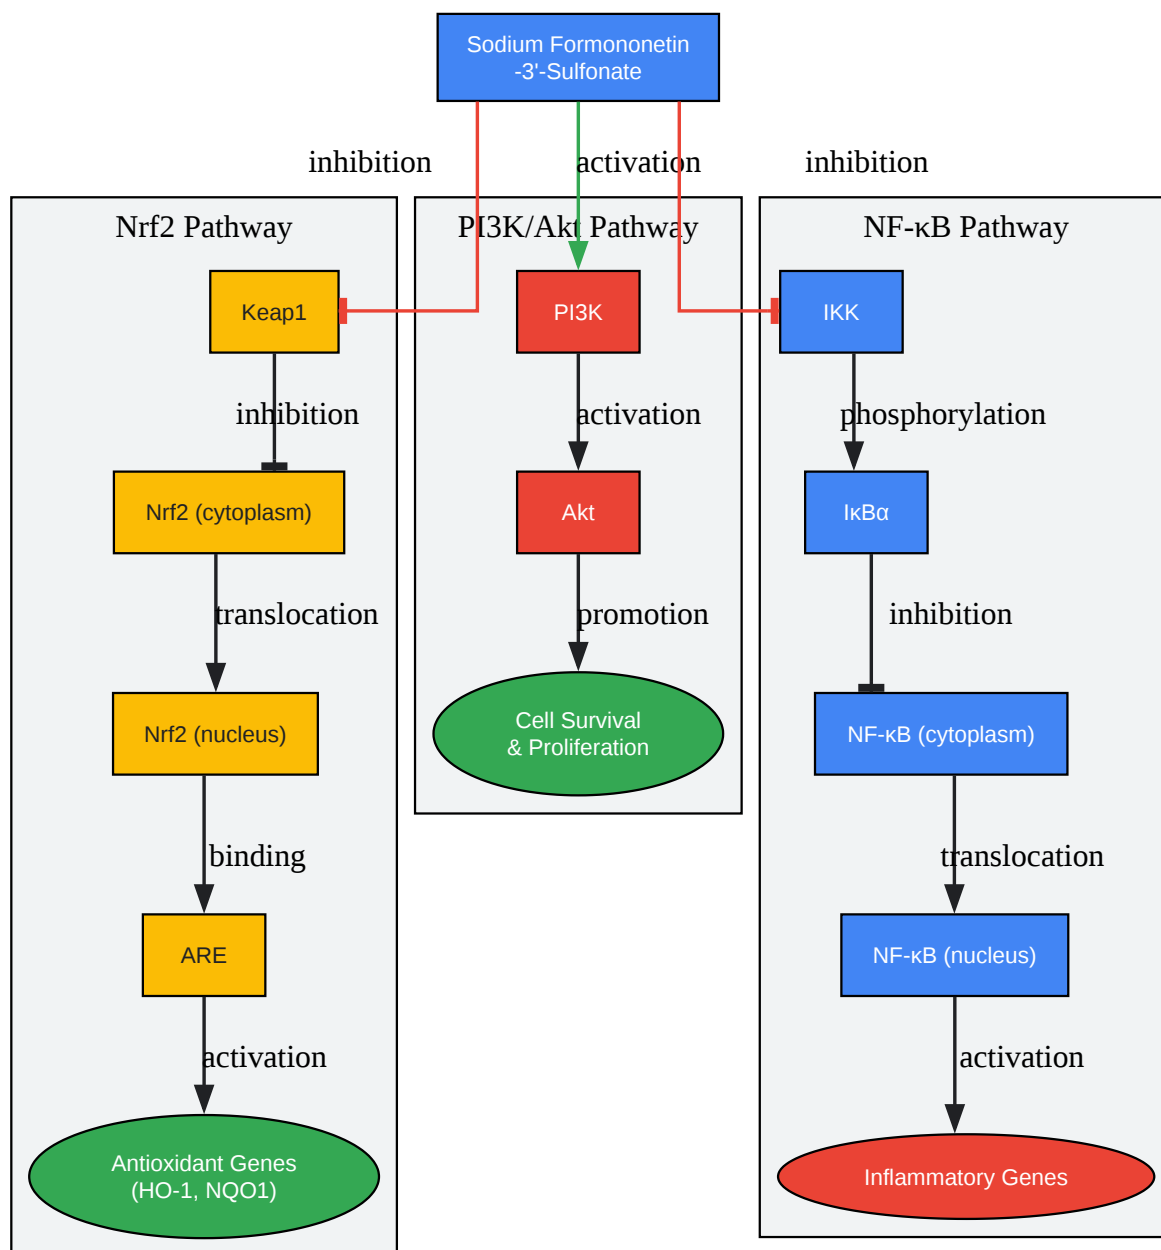 Sodium Formononetin
-3'-Sulfonate
inhibition
activation
inhibition
Nrf2 Pathway
PI3K/Akt Pathway
NF-κB Pathway
Keap1
PI3K
IKK
inhibition
activation
phosphorylation
Nrf2 (cytoplasm)
Akt
IκBα
translocation
promotion
inhibition
Nrf2 (nucleus)
Cell Survival
& Proliferation
NF-κB (cytoplasm)
binding
translocation
ARE
NF-κB (nucleus)
activation
activation
Antioxidant Genes
(HO-1, NQO1)
Inflammatory Genes